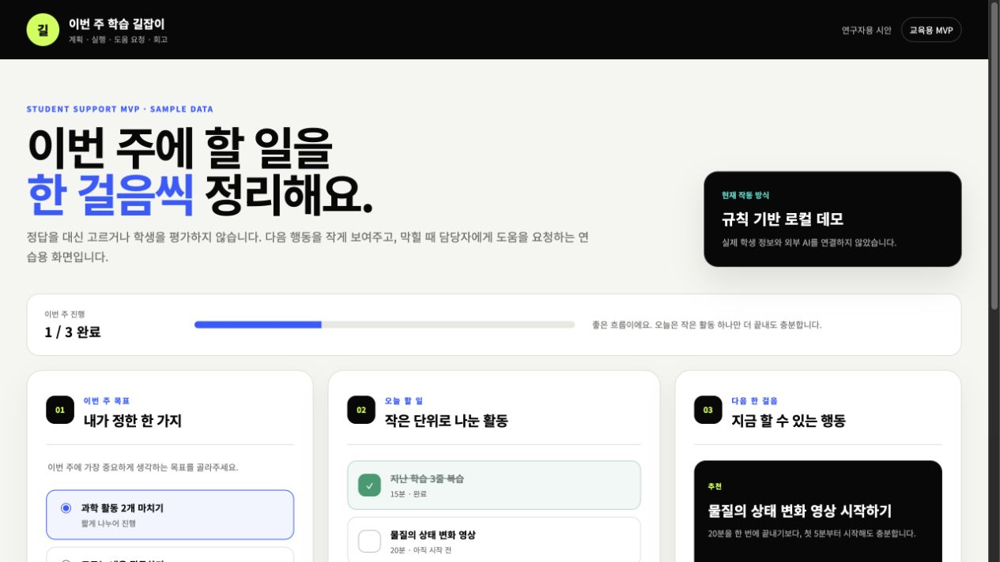 길
이번 주 학습 길잡이
계획 · 실행 · 도움 요청 · 회고
연구자용 시안
교육용 MVP
STUDENT SUPPORT MVP · SAMPLE DATA
이번 주에 할 일을
한 걸음씩 정리해요.
정답을 대신 고르거나 학생을 평가하지 않습니다. 다음 행동을 작게 보여주고, 막힐 때 담당자에게 도움을 요청하는 연
습용 화면입니다.
현재 작동 방식
규칙 기반 로컬 데모
실제 학생 정보와 외부 AI를 연결하지 않았습니다.
이번 주 진행
1 / 3 완료
좋은 흐름이에요. 오늘은 작은 활동 하나만 더 끝내도 충분합니다.
01
이번 주 목표
내가 정한 한 가지
이번 주에 가장 중요하게 생각하는 목표를 골라주세요.
과학 활동 2개 마치기
짧게 나누어 진행
02
오늘 할 일
작은 단위로 나눈 활동
지난 학습 3줄 복습
15분 · 완료
물질의 상태 변화 영상
20분 · 아직 시작 전
03
다음 한 걸음
지금 할 수 있는 행동
추천
물질의 상태 변화 영상 시작하기
20분을 한 번에 끝내기보다, 첫 5분부터 시작해도 충분합니다.